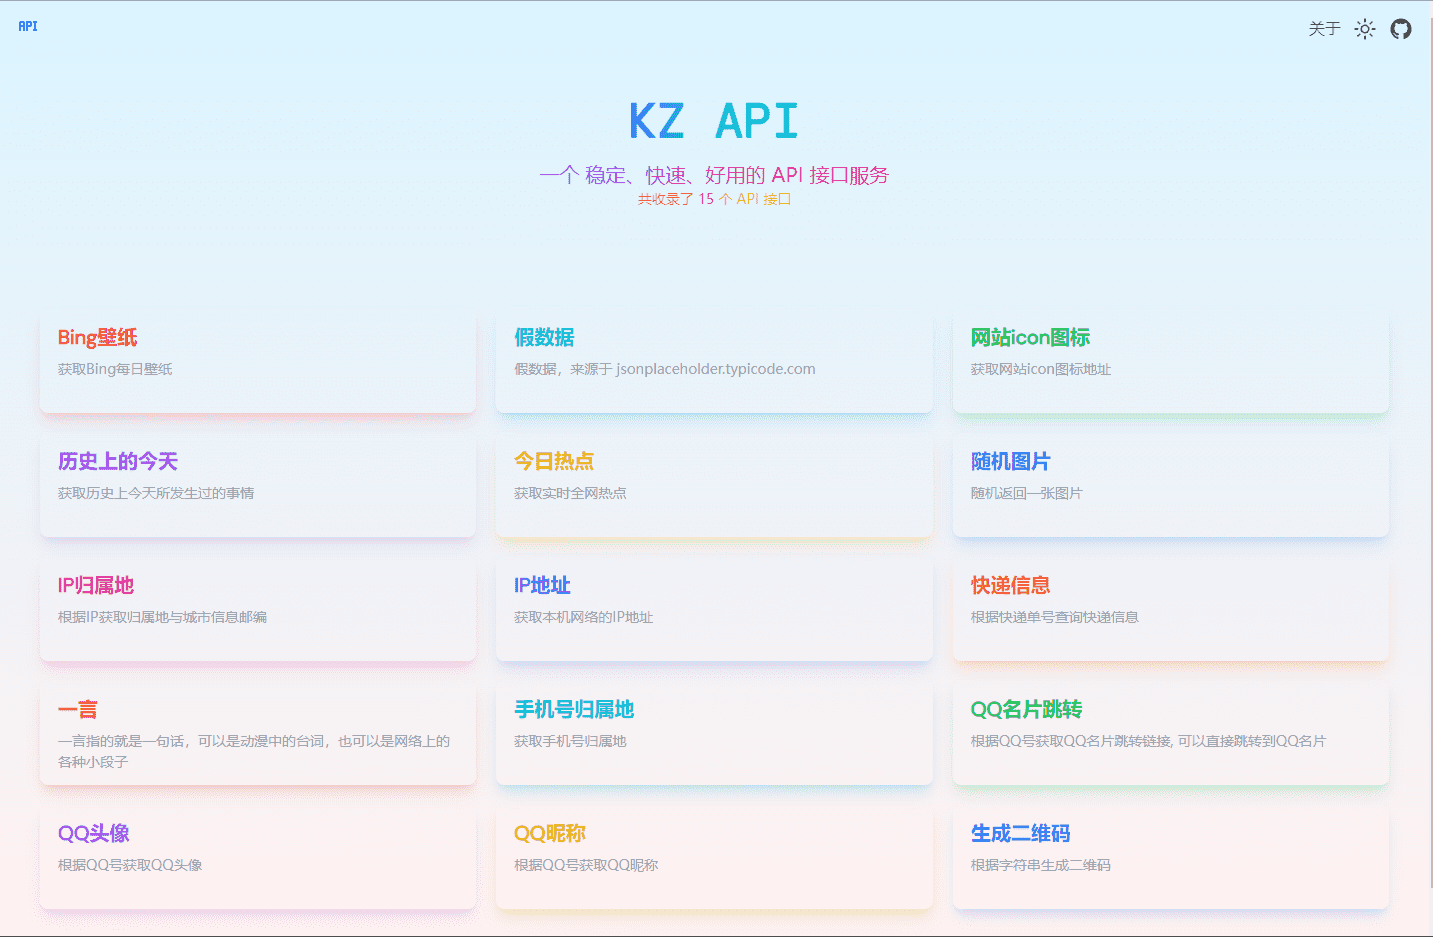 API
关于
KZ API
一个 稳定、快速、好用的 API 接口服务
共收录了 15 个 API 接口
Bing壁纸
获取Bing每日壁纸
假数据
假数据，来源于 jsonplaceholder.typicode.com
网站icon图标
获取网站icon图标地址
历史上的今天
获取历史上今天所发生过的事情
今日热点
获取实时全网热点
随机图片
随机返回一张图片
IP归属地
根据IP获取归属地与城市信息邮编
IP地址
获取本机网络的IP地址
快递信息
根据快递单号查询快递信息
一言
一言指的就是一句话，可以是动漫中的台词，也可以是网络上的
各种小段子
手机号归属地
获取手机号归属地
QQ名片跳转
根据QQ号获取QQ名片跳转链接, 可以直接跳转到QQ名片
QQ头像
根据QQ号获取QQ头像
QQ昵称
根据QQ号获取QQ昵称
生成二维码
根据字符串生成二维码